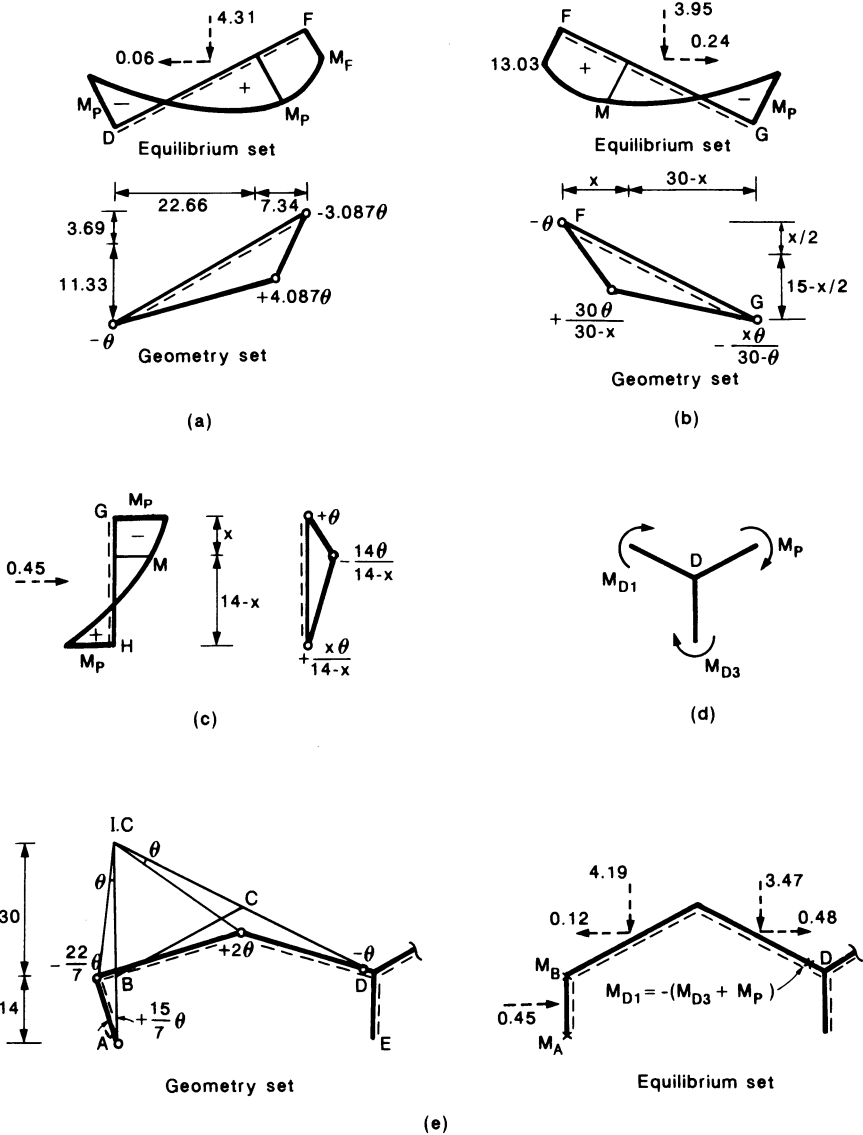 4.31
0.06
F
M_F
M_P
−
+
M_P
D
Equilibrium set
22.66
7.34
3.69
11.33
-3.087θ
+4.087θ
-θ
Geometry set
(a)
3.95
0.24
F
13.03
+
M
−
M_P
G
Equilibrium set
x
30-x
-θ
F
x/2
15-x/2
G
+ 30θ / 30-x
- xθ / 30-θ
Geometry set
(b)
G
M_P
−
x
M
0.45
14-x
+
H
M_P
+θ
- 14θ / 14-x
+ xθ / 14-x
(c)
D
M_P
M_D1
M_D3
(d)
I.C
θ
θ
30
C
- 22/7 θ
B
+2θ
-θ
D
14
A
+ 15/7 θ
E
Geometry set
4.19
3.47
0.12
0.48
M_B
D
M_D1 = -(M_D3 + M_P)
0.45
M_A
Equilibrium set
(e)